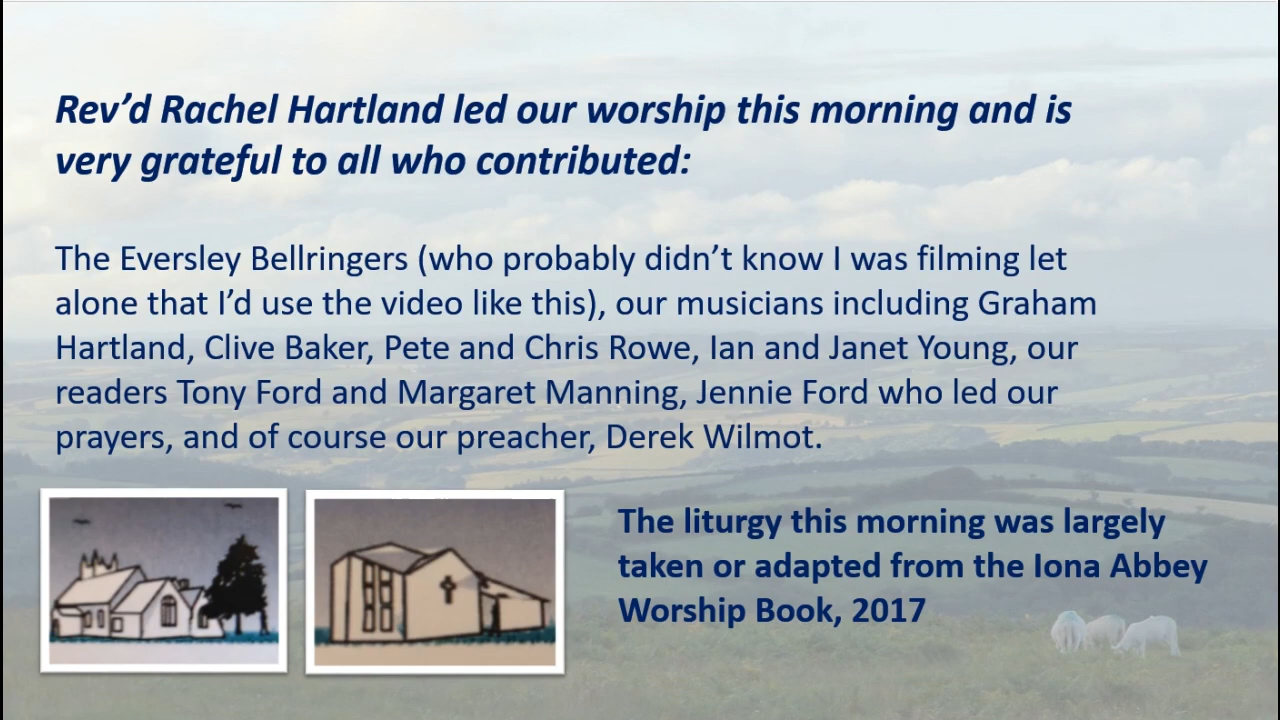 Rev’d Rachel Hartland led our worship this morning and is
very grateful to all who contributed:
The Eversley Bellringers (who probably didn’t know I was filming let
alone that I’d use the video like this), our musicians including Graham
Hartland, Clive Baker, Pete and Chris Rowe, Ian and Janet Young, our
readers Tony Ford and Margaret Manning, Jennie Ford who led our
prayers, and of course our preacher, Derek Wilmot.
The liturgy this morning was largely
taken or adapted from the Iona Abbey
Worship Book, 2017